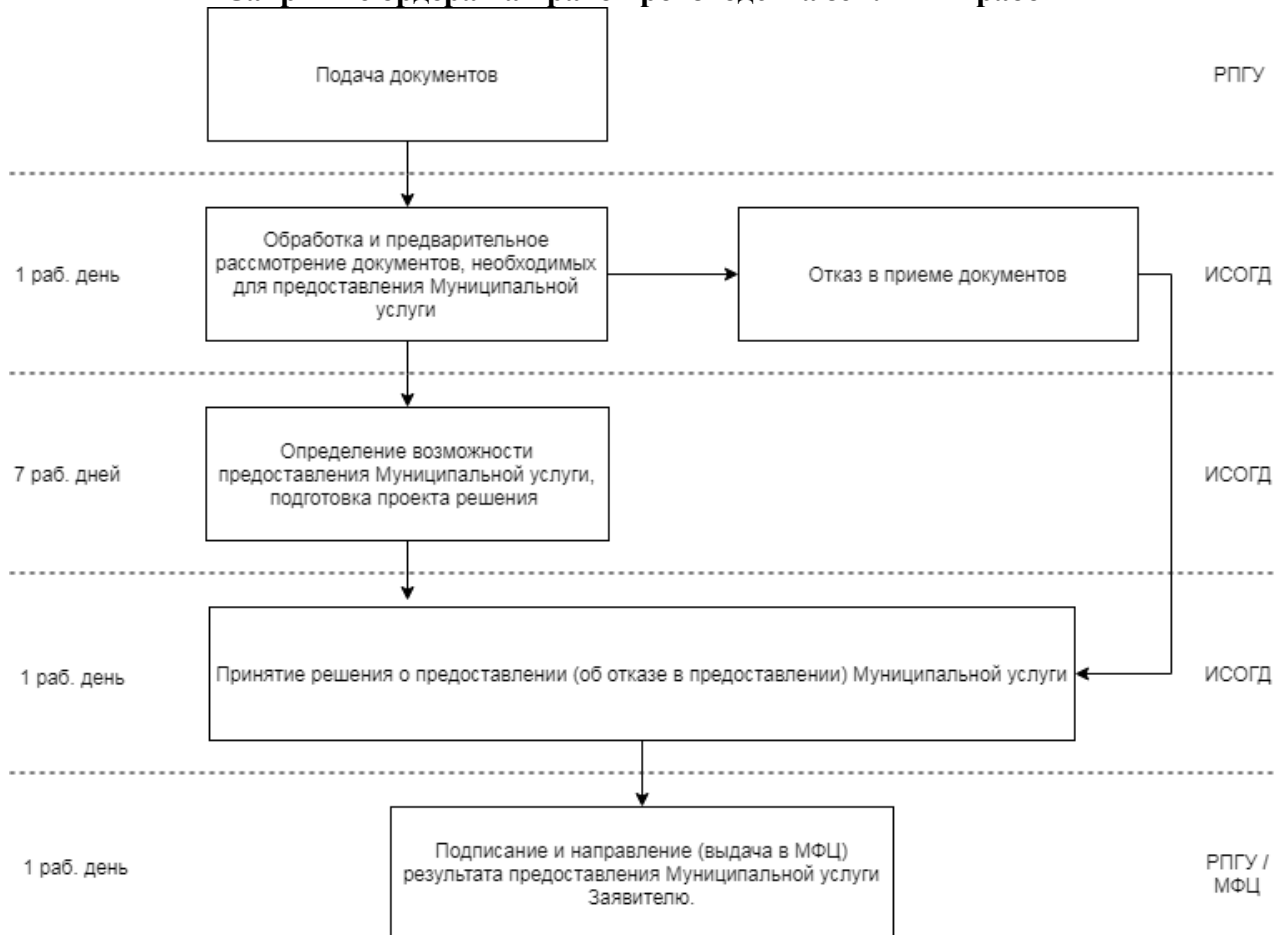 Подача документов
РПГУ
1 раб. день
Обработка и предварительное
рассмотрение документов, необходимых
для предоставления Муниципальной
услуги
Отказ в приеме документов
ИСОГД
7 раб. дней
Определение возможности
предоставления Муниципальной услуги,
подготовка проекта решения
ИСОГД
1 раб. день
Принятие решения о предоставлении (об отказе в предоставлении) Муниципальной услуги
ИСОГД
1 раб. день
Подписание и направление (выдача в МФЦ)
результата предоставления Муниципальной услуги
Заявителю.
РПГУ /
МФЦ